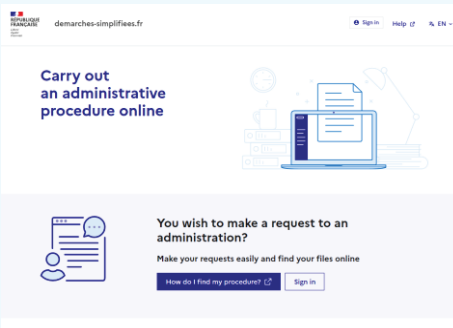 RÉPUBLIQUE
FRANÇAISE
demarches-simplifiees.fr
Sign in
Help
EN
Carry out
an administrative
procedure online
You wish to make a request to an
administration?
Make your requests easily and find your files online
How do I find my procedure?
Sign in